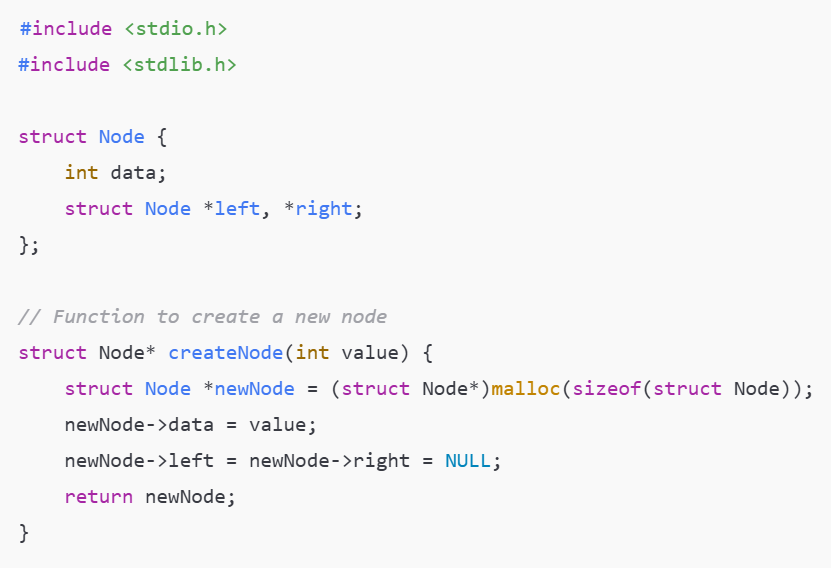 #include <stdio.h>
#include <stdlib.h>

struct Node {
    int data;
    struct Node *left, *right;
};

// Function to create a new node
struct Node* createNode(int value) {
    struct Node *newNode = (struct Node*)malloc(sizeof(struct Node));
    newNode->data = value;
    newNode->left = newNode->right = NULL;
    return newNode;
}